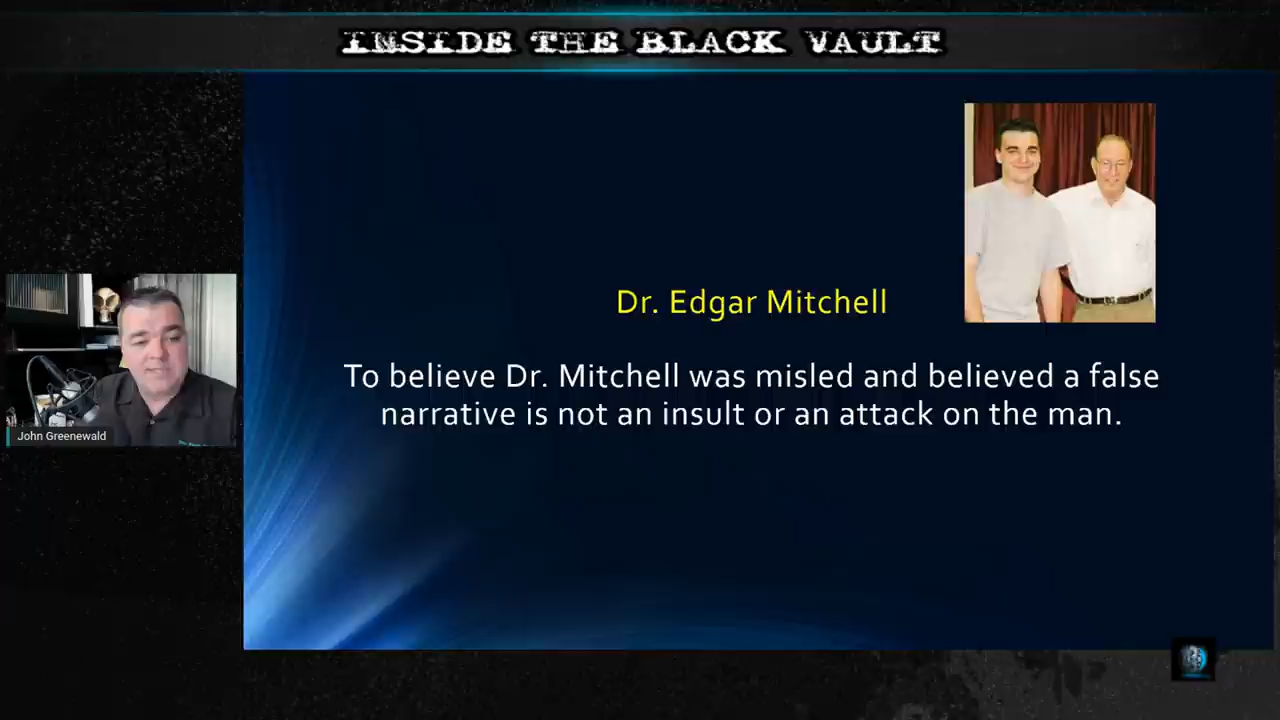 INSIDE THE BLACK VAULT
Dr. Edgar Mitchell
To believe Dr. Mitchell was misled and believed a false
narrative is not an insult or an attack on the man.
John Greenewald